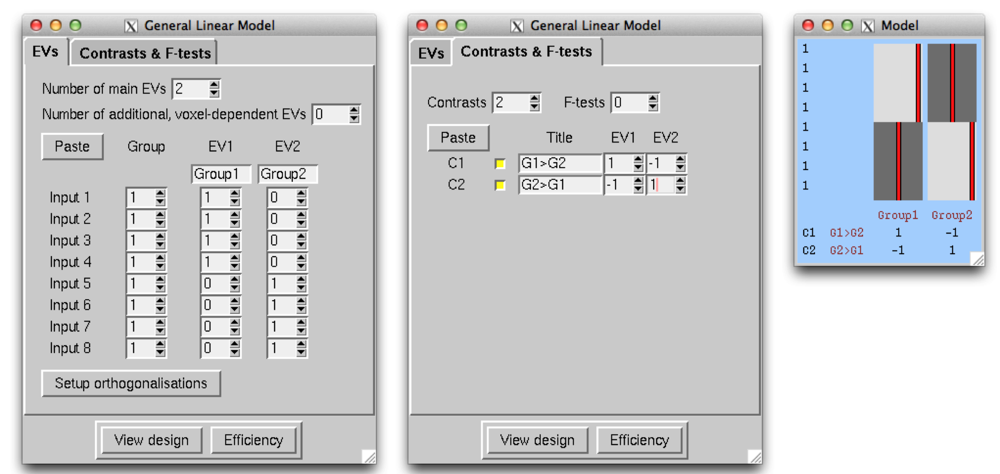 General Linear Model
EVs Contrasts & F-tests
Number of main EVs 2
Number of additional, voxel-dependent EVs 0
Paste Group EV1 EV2
Group1 Group2
Input 1 1 1 0
Input 2 1 1 0
Input 3 1 1 0
Input 4 1 1 0
Input 5 1 0 1
Input 6 1 0 1
Input 7 1 0 1
Input 8 1 0 1
Setup orthogonalisations
View design Efficiency
General Linear Model
EVs Contrasts & F-tests
Contrasts 2 F-tests 0
Paste Title EV1 EV2
C1 G1>G2 1 -1
C2 G2>G1 -1 1
View design Efficiency
Model
1
1
1
1
1
1
1
1
Group1 Group2
C1 G1>G2 1 -1
C2 G2>G1 -1 1